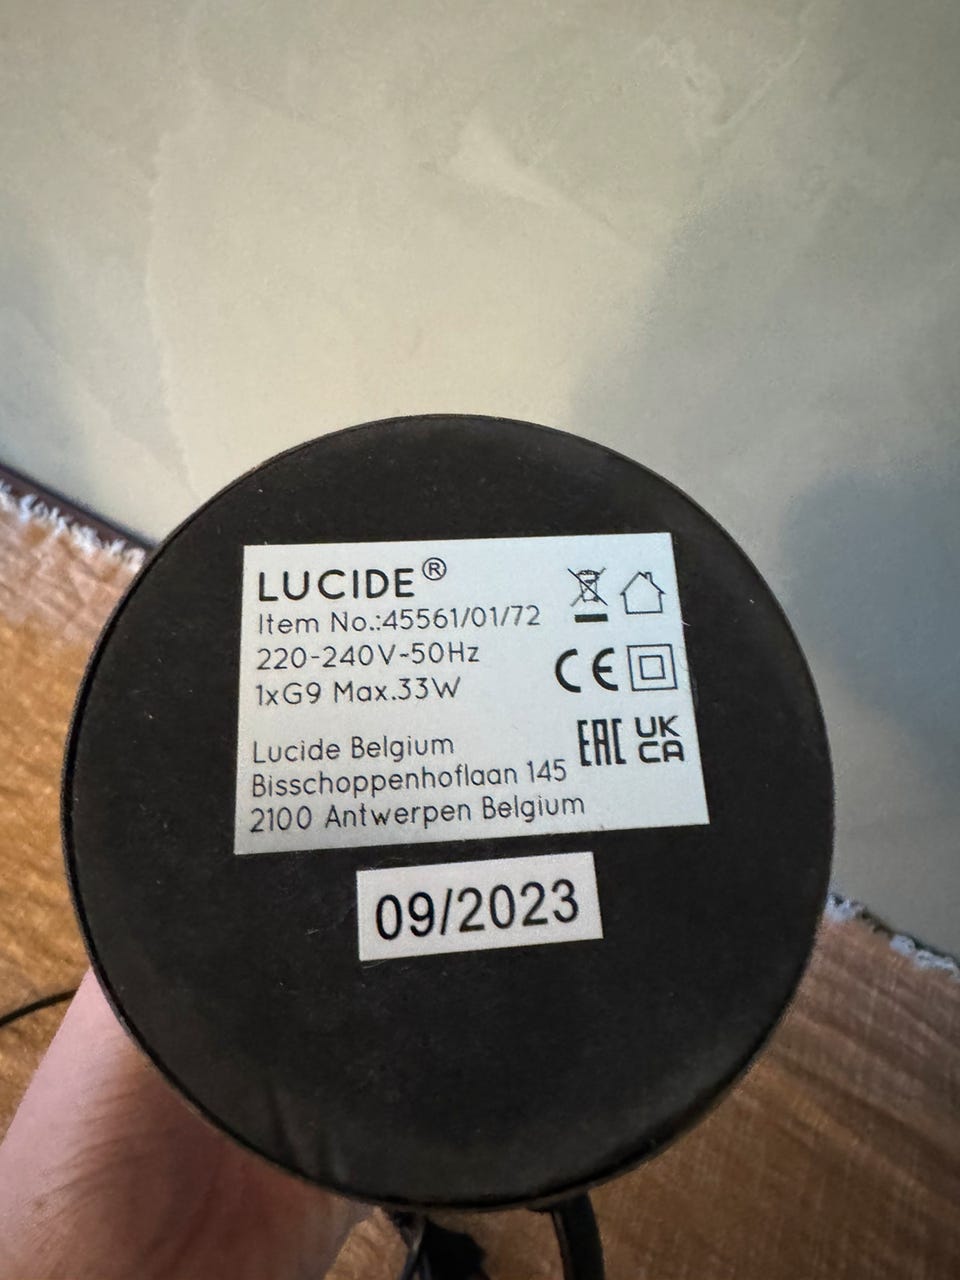 LUCIDE®
Item No.:45561/01/72
220-240V~50Hz
1xG9 Max.33W
CE
EAC
UK
CA
Lucide Belgium
Bisschoppenhoflaan 145
2100 Antwerpen Belgium
09/2023